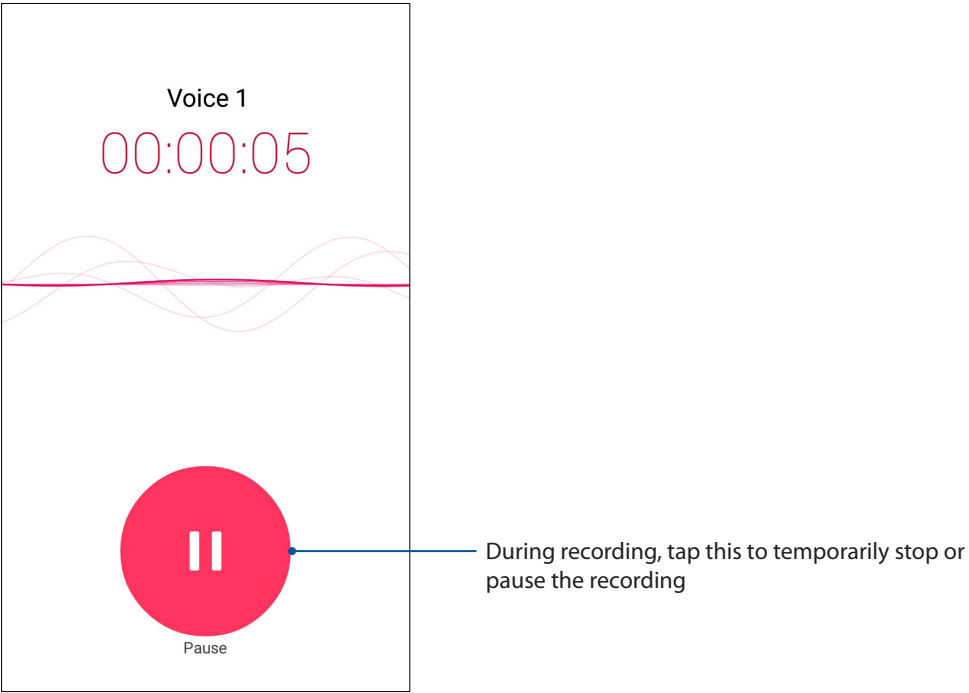 Voice 1
00:00:05
During recording, tap this to temporarily stop or
pause the recording
Pause